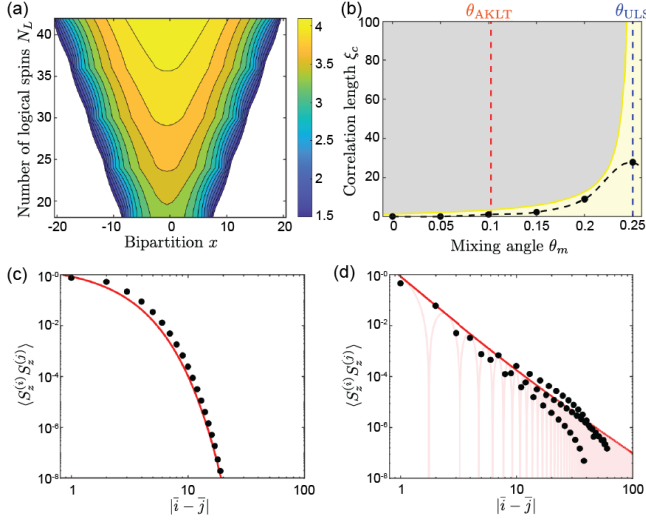 (a)
Number of logical spins N_L
40
35
30
25
20
-20 -10 0 10 20
Bipartition x
4
3.5
3
2.5
2
1.5
(b)
θ_AKLT
θ_ULS
Correlation length ξ_c
100
80
60
40
20
0
0 0.05 0.1 0.15 0.2 0.25
Mixing angle θ_m
(c)
⟨S_z^(i) S_z^(j)⟩
10^-0
10^-2
10^-4
10^-6
10^-8
1 10 100
|i̅ − j̅|
(d)
⟨S_z^(i) S_z^(j)⟩
10^-0
10^-2
10^-4
10^-6
10^-8
1 10 100
|i̅ − j̅|